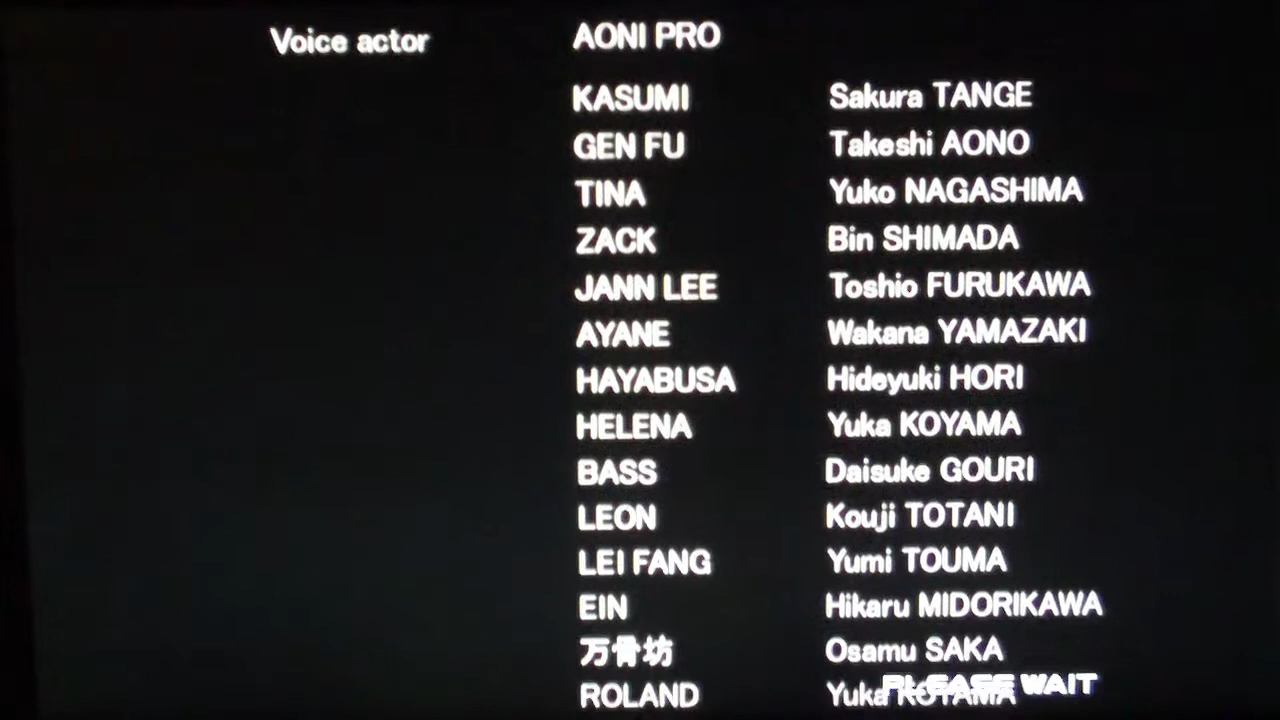 Voice actor AONI PRO
KASUMI Sakura TANGE
GEN FU Takeshi AONO
TINA Yuko NAGASHIMA
ZACK Bin SHIMADA
JANN LEE Toshio FURUKAWA
AYANE Wakana YAMAZAKI
HAYABUSA Hideyuki HORI
HELENA Yuka KOYAMA
BASS Daisuke GOURI
LEON Kouji TOTANI
LEI FANG Yumi TOUMA
EIN Hikaru MIDORIKAWA
万骨坊 Osamu SAKA
PLEASE WAIT
ROLAND Yuka KOYAMA